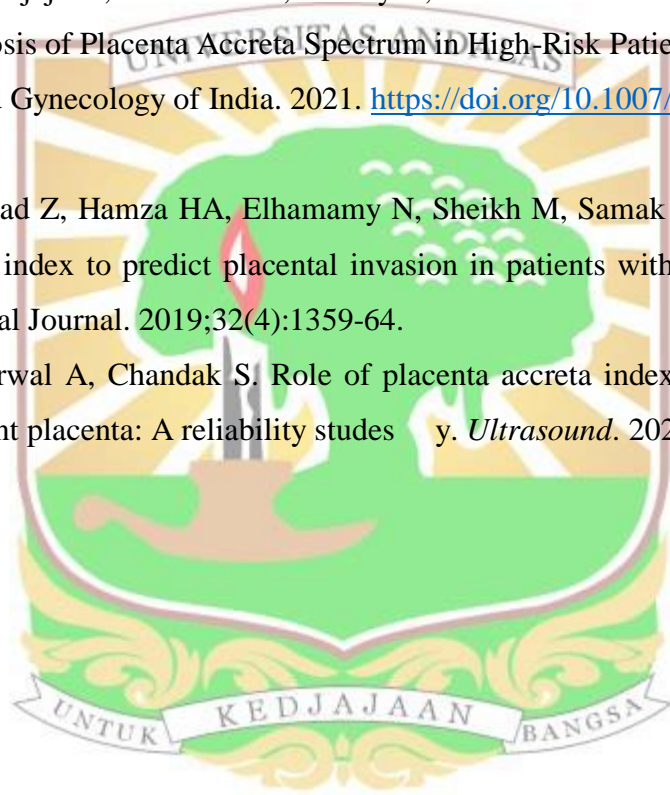 osis of Placenta Accreta Spectrum in High-Risk Patie
UNIVERSITAS ANDALAS
Gynecology of India. 2021. https://doi.org/10.1007/
ad Z, Hamza HA, Elhamamy N, Sheikh M, Samak
index to predict placental invasion in patients with
al Journal. 2019;32(4):1359-64.
rwal A, Chandak S. Role of placenta accreta index
nt placenta: A reliability studes y. Ultrasound. 202
UNTUK KEDJAJAAN BANGSA